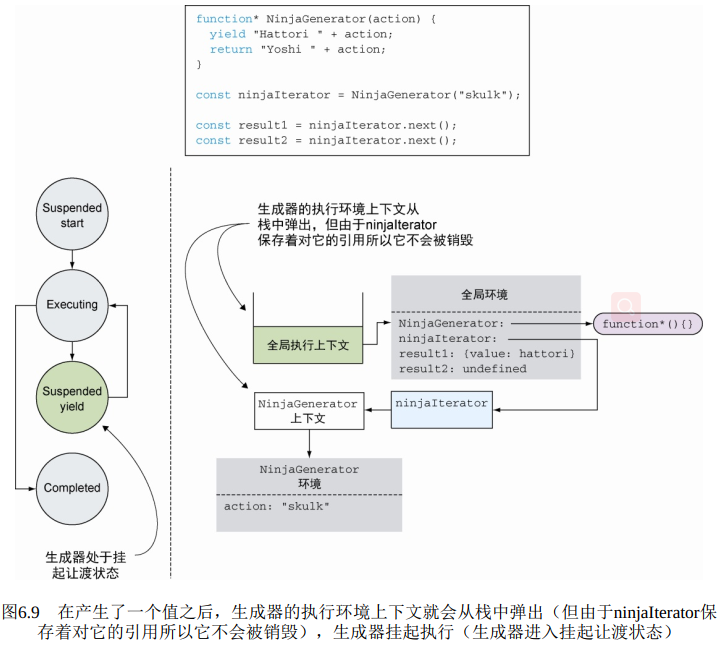 function* NinjaGenerator(action) {
yield "Hattori " + action;
return "Yoshi " + action;
}
const ninjaIterator = NinjaGenerator("skulk");
const result1 = ninjaIterator.next();
const result2 = ninjaIterator.next();
Suspended
start
Executing
Suspended
yield
Completed
生成器处于挂
起让渡状态
生成器的执行环境上下文从
栈中弹出，但由于ninjaIterator
保存着对它的引用所以它不会被销毁
全局执行上下文
全局环境
NinjaGenerator:
ninjaIterator:
result1: {value: hattori}
result2: undefined
function*(){}
NinjaGenerator
上下文
ninjaIterator
NinjaGenerator
环境
action: "skulk"
图6.9 在产生了一个值之后，生成器的执行环境上下文就会从栈中弹出（但由于ninjaIterator保
存着对它的引用所以它不会被销毁），生成器挂起执行（生成器进入挂起让渡状态）